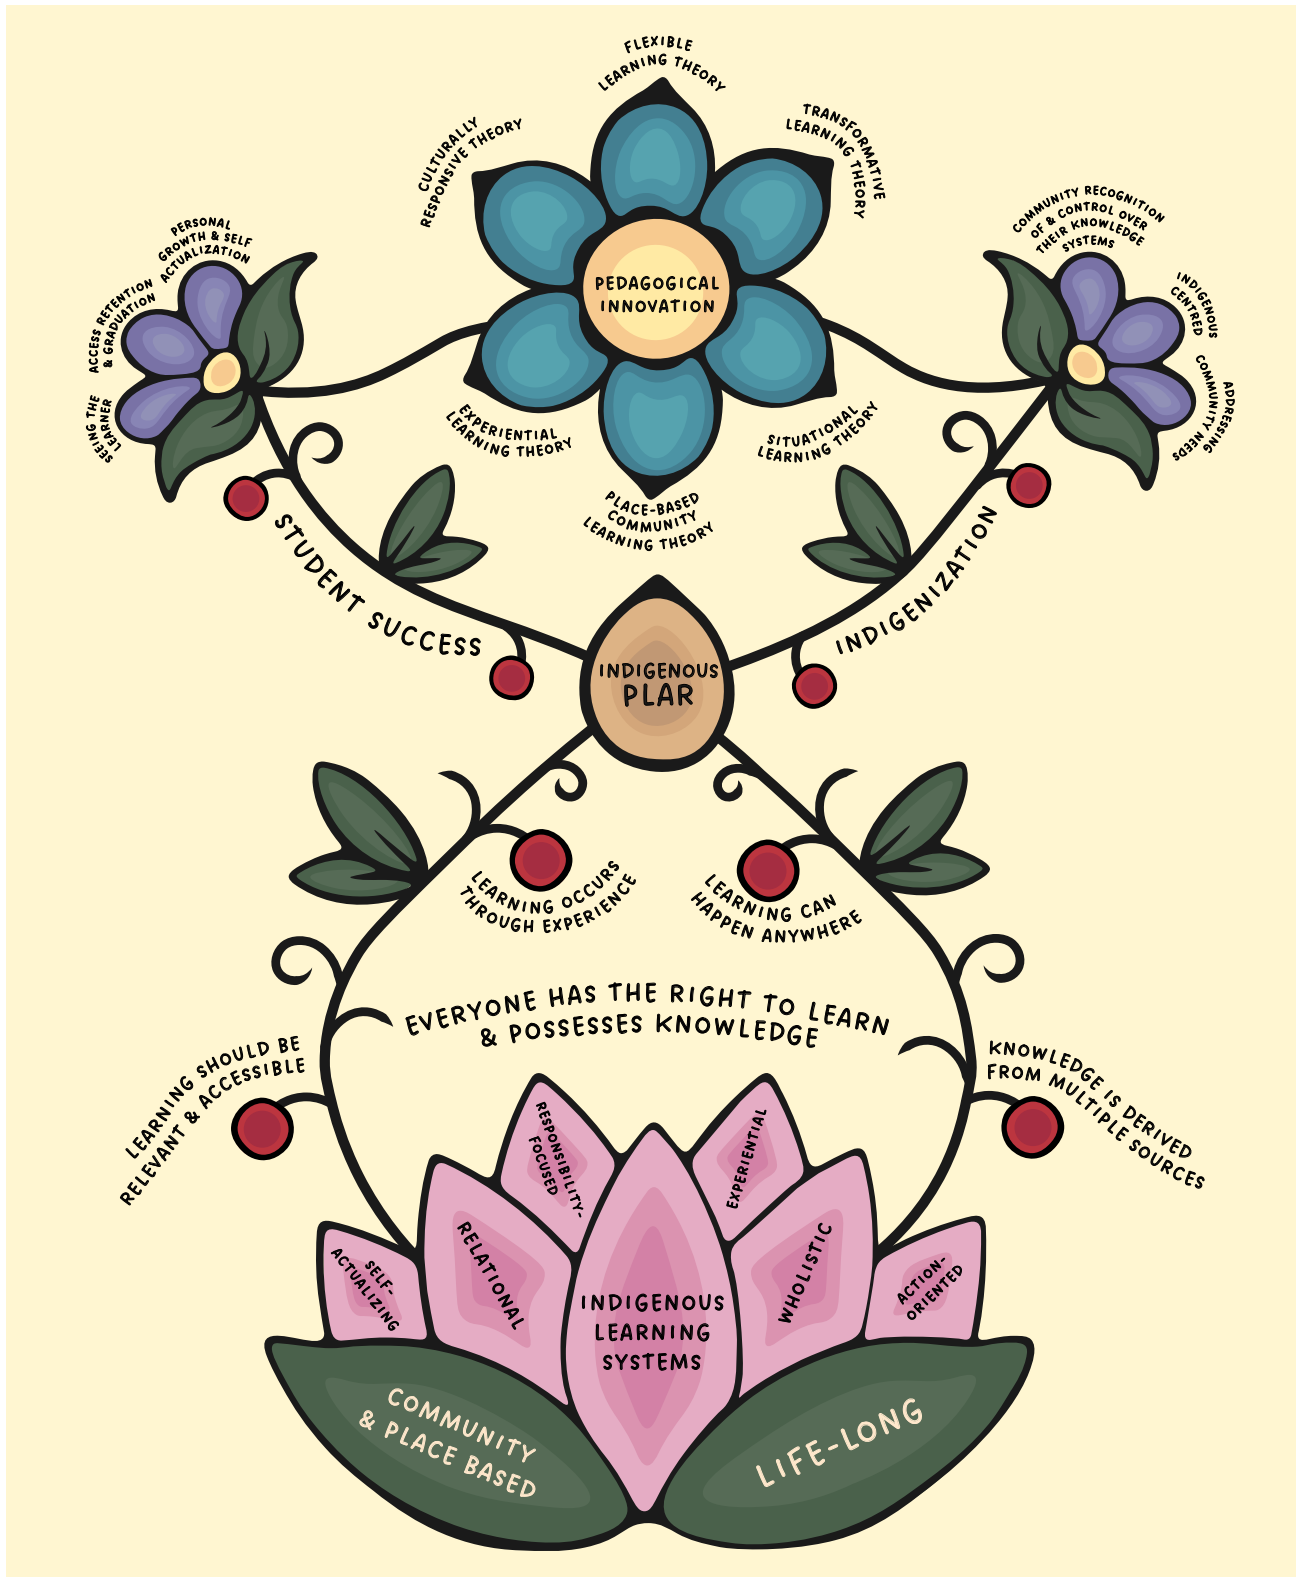 FLEXIBLE
LEARNING THEORY
CULTURALLY
RESPONSIVE THEORY
TRANSFORMATIVE
LEARNING THEORY
PEDAGOGICAL
INNOVATION
EXPERIENTIAL
LEARNING THEORY
SITUATIONAL
LEARNING THEORY
PLACE-BASED
COMMUNITY
LEARNING THEORY
PERSONAL
GROWTH & SELF
ACTUALIZATION
ACCESS RETENTION
& GRADUATION
SEEING THE
LEARNER
COMMUNITY RECOGNITION
OF & CONTROL OVER
THEIR KNOWLEDGE
SYSTEMS
INDIGENOUS
CENTRED
ADDRESSING
COMMUNITY NEEDS
STUDENT SUCCESS
INDIGENIZATION
INDIGENOUS
PLAR
LEARNING OCCURS
THROUGH EXPERIENCE
LEARNING CAN
HAPPEN ANYWHERE
EVERYONE HAS THE RIGHT TO LEARN
& POSSESSES KNOWLEDGE
LEARNING SHOULD BE
RELEVANT & ACCESSIBLE
KNOWLEDGE IS DERIVED
FROM MULTIPLE SOURCES
RESPONSIBILITY-
FOCUSED
EXPERIENTIAL
SELF-
ACTUALIZING
RELATIONAL
WHOLISTIC
ACTION-
ORIENTED
INDIGENOUS
LEARNING
SYSTEMS
COMMUNITY
& PLACE BASED
LIFE-LONG